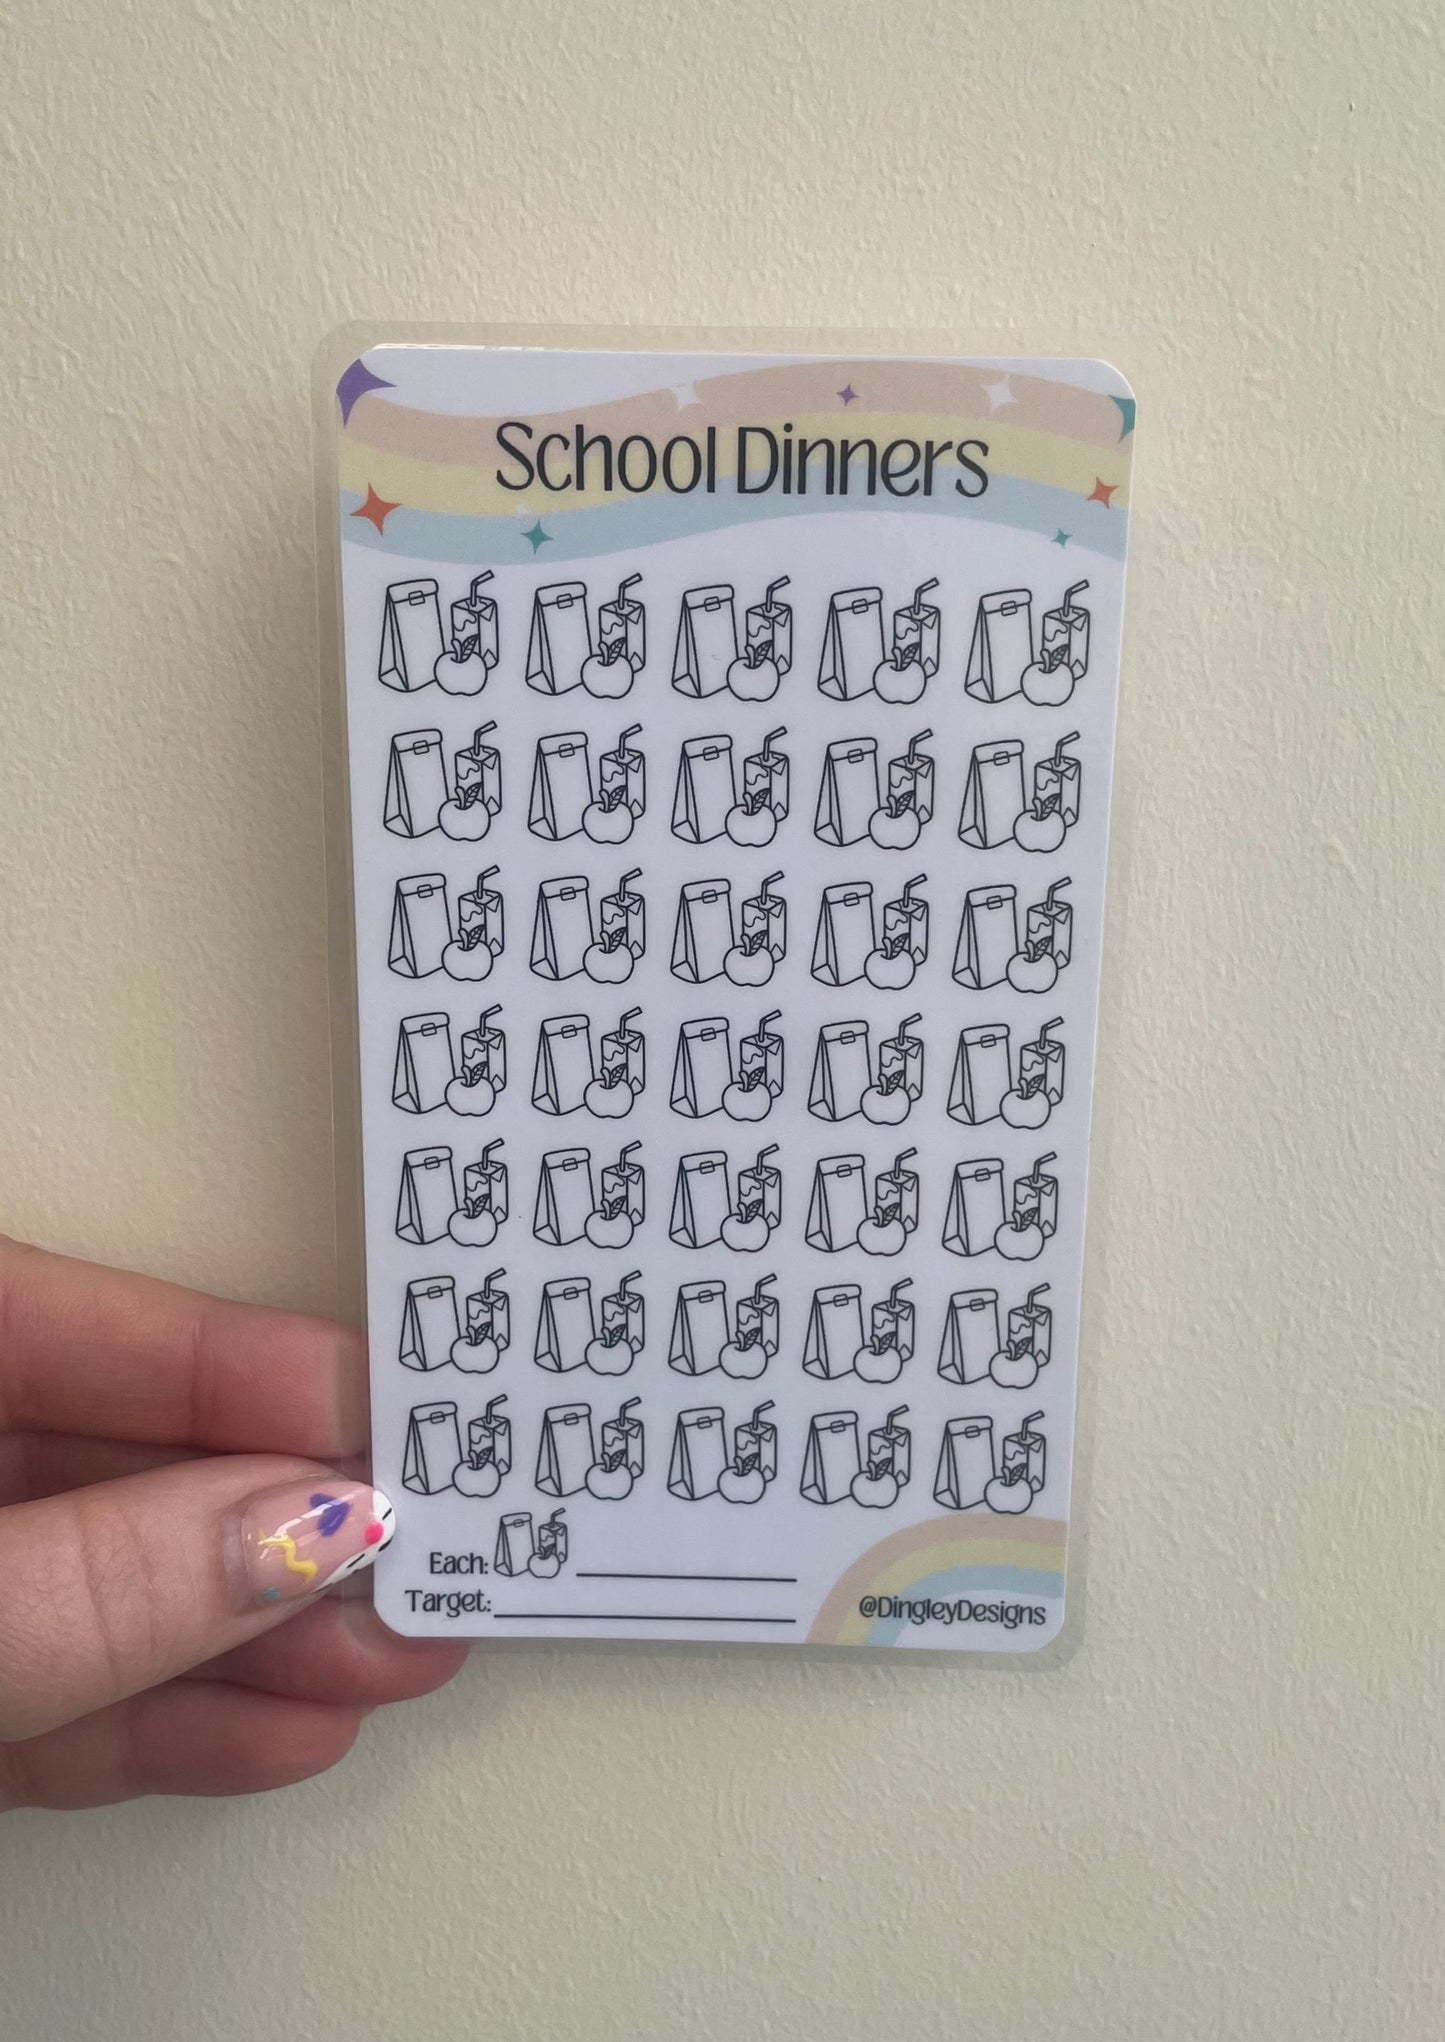 School Dinners
Each:
Target:
@DingleyDesigns